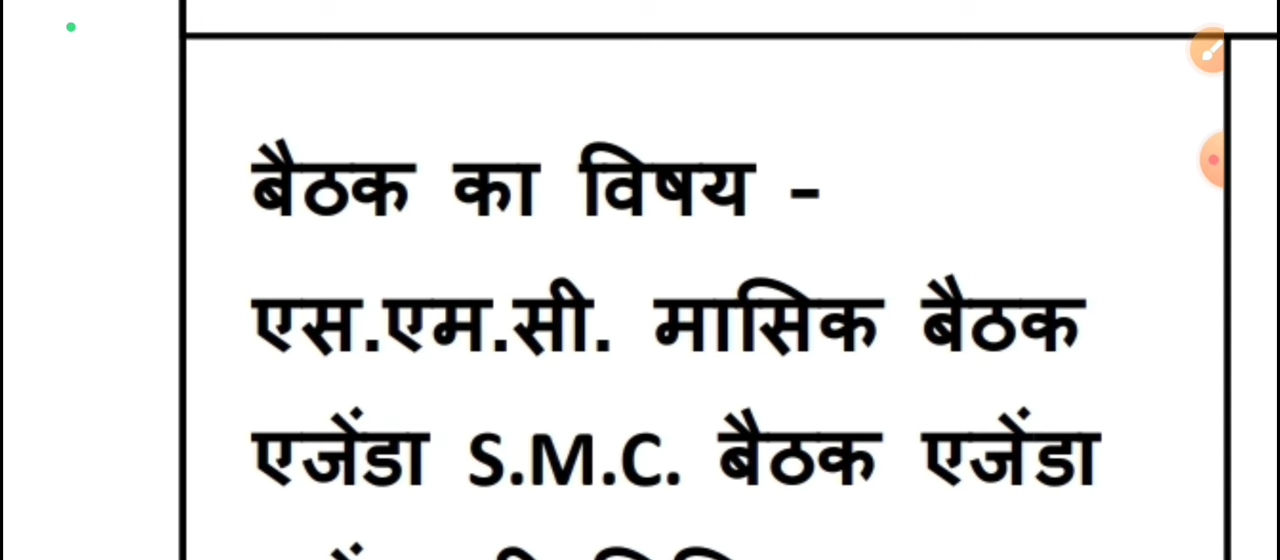 बैठक का विषय -
एस.एम.सी. मासिक बैठक
एजेंडा S.M.C. बैठक एजेंडा